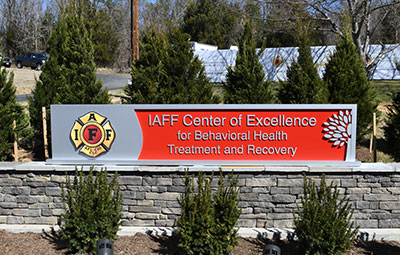 I A F F
IAFF Center of Excellence
for Behavioral Health
Treatment and Recovery